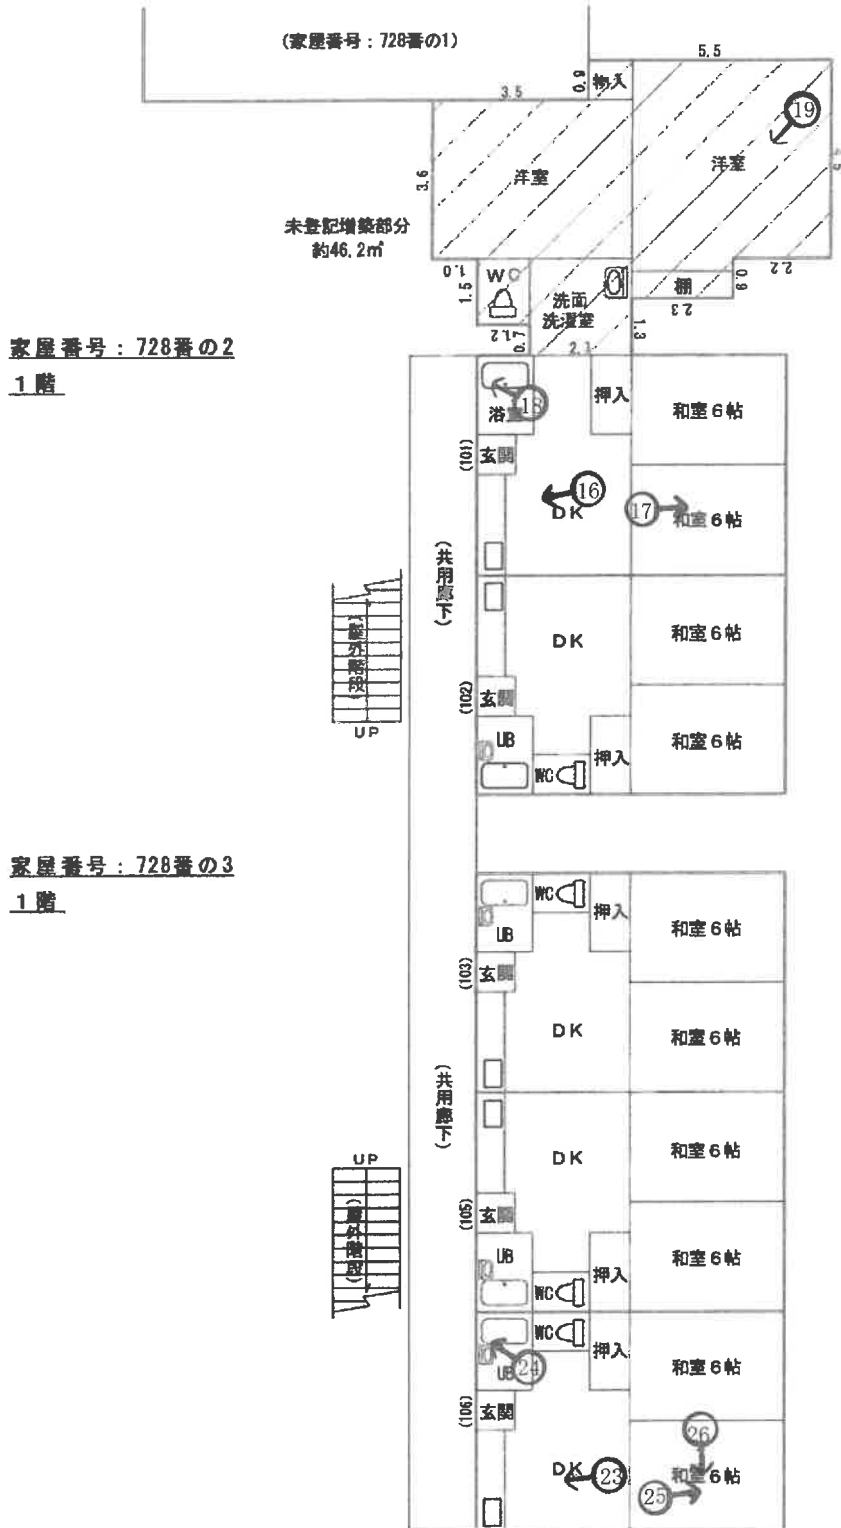 (家屋番号:728番の1)
5.5
0.9
物入
3.5
19
洋室
洋室
3.6
未登記増築部分
約46.2㎡
1.0
WC
1.5
洗面
洗濯室
棚
0.9
2.2
2.3
1.2
0.7
2.1
1.3
家屋番号:728番の2
1階
18
浴室
押入
和室6帖
(101)
玄関
16
DK
17
和室6帖
(共用廊下)
DK
和室6帖
(屋外階段)
UP
(102)
玄関
UB
WC
押入
和室6帖
家屋番号:728番の3
1階
WC
UB
押入
和室6帖
(103)
玄関
DK
和室6帖
(共用廊下)
DK
和室6帖
UP
(屋外階段)
(105)
玄関
UB
WC
押入
和室6帖
WC
24
UB
押入
和室6帖
(106)
玄関
26
DK
23
和室6帖
25